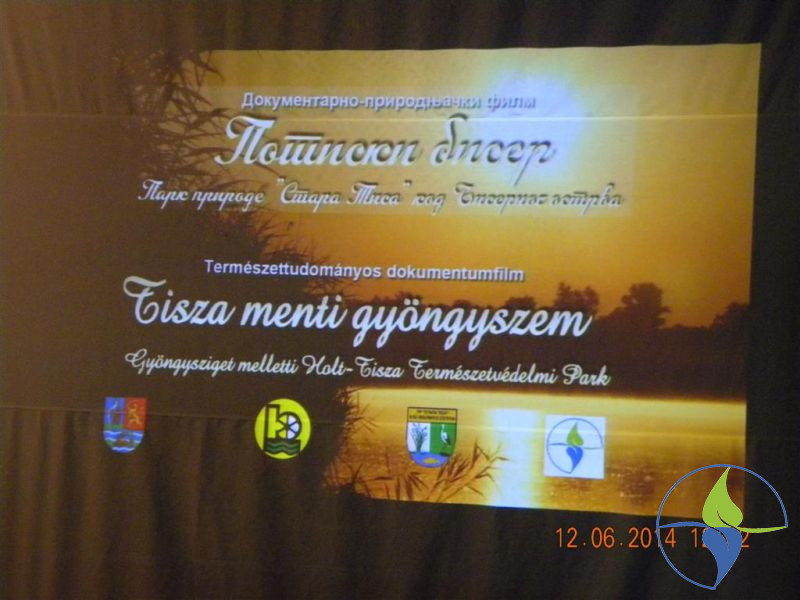 Документарно-природњачки филм
Потиски бисер
Парк природе "Стара Тиса" код Бисерног острва
Természettudományos dokumentumfilm
Tisza menti gyöngyszem
Gyöngysziget melletti Holt-Tisza Természetvédelmi Park
12.06.2014